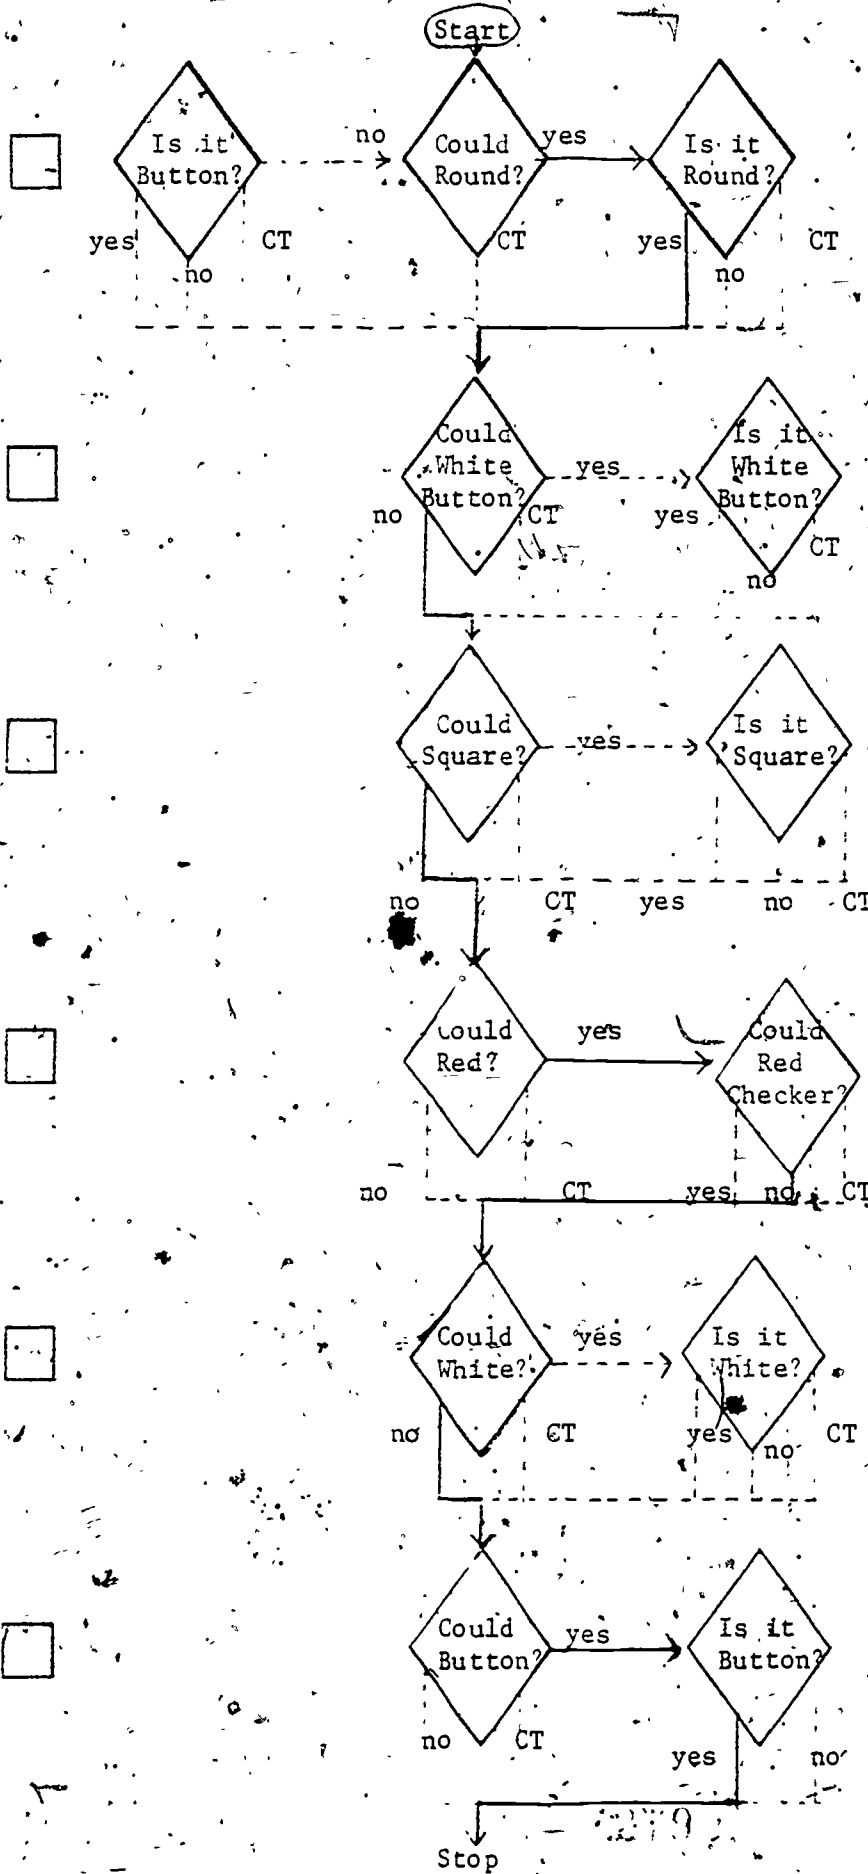 Start
Is it
Button?
no
Could
Round?
yes
Is it
Round?
yes
CT
CT
yes
CT
no
no
Could
White
Button?
yes
Is it
White
Button?
no
CT
yes
CT
no
Could
Square?
yes
Is it
Square?
no
CT
yes
no
CT
Could
Red?
yes
Could
Red
Checker?
no
CT
yes
no
CT
Could
White?
yes
Is it
White?
no
CT
yes
no
CT
Could
Button?
yes
Is it
Button?
no
CT
yes
no
Stop